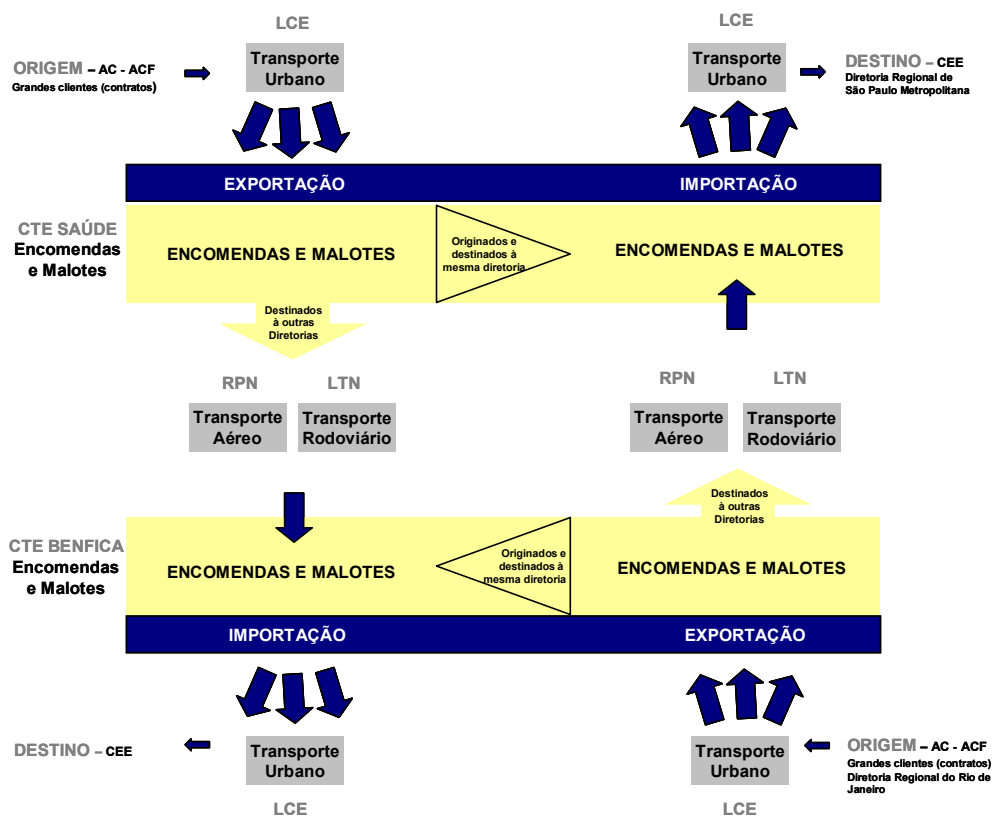 LCE
Transporte
Urbano
ORIGEM – AC - ACF
Grandes clientes (contratos)
LCE
Transporte
Urbano
DESTINO – CEE
Diretoria Regional de
São Paulo Metropolitana
EXPORTAÇÃO
IMPORTAÇÃO
CTE SAÚDE
Encomendas
e Malotes
ENCOMENDAS E MALOTES
Originados e
destinados à
mesma diretoria
ENCOMENDAS E MALOTES
Destinados
à outras
Diretorias
RPN
LTN
Transporte
Aéreo
Transporte
Rodoviário
RPN
LTN
Transporte
Aéreo
Transporte
Rodoviário
Destinados
à outras
Diretorias
CTE BENFICA
Encomendas
e Malotes
ENCOMENDAS E MALOTES
Originados e
destinados à
mesma diretoria
ENCOMENDAS E MALOTES
IMPORTAÇÃO
EXPORTAÇÃO
DESTINO – CEE
Transporte
Urbano
LCE
Transporte
Urbano
LCE
ORIGEM – AC - ACF
Grandes clientes (contratos)
Diretoria Regional do Rio de
Janeiro